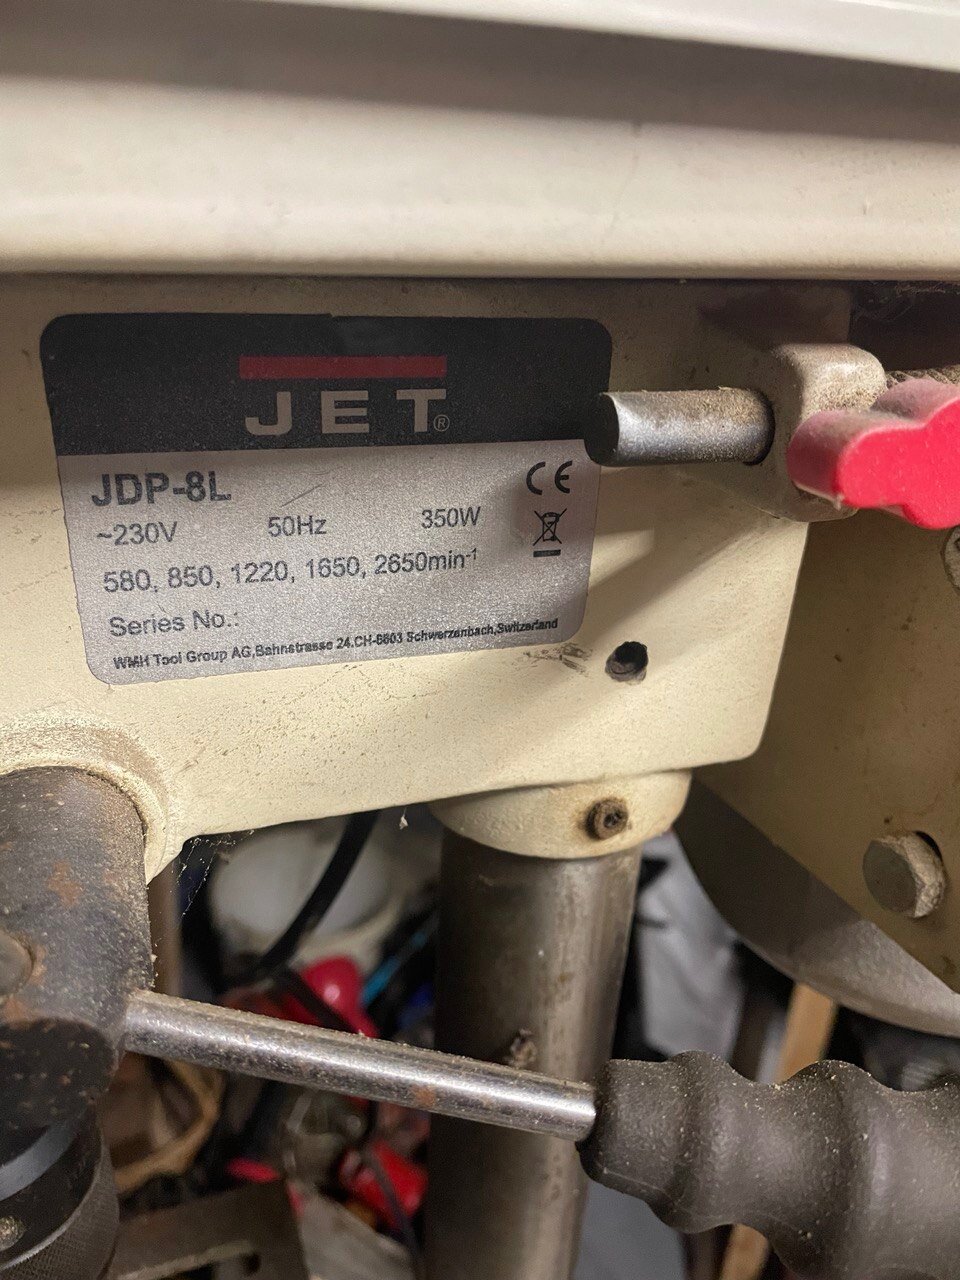 JET®
JDP-8L
~230V 50Hz 350W CE
580, 850, 1220, 1650, 2650min⁻¹
Series No.:
WMH Tool Group AG,Bahnstrasse 24.CH-8603 Schwerzenbach,Switzerland